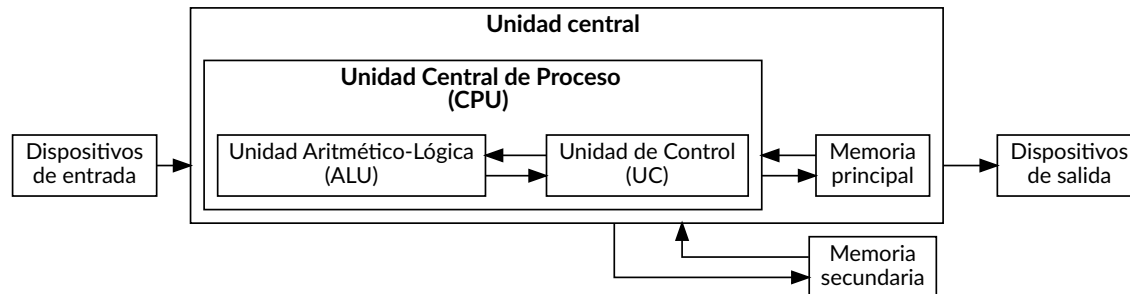 Unidad central
Unidad Central de Proceso
(CPU)
Dispositivos
de entrada
Unidad Aritmético-Lógica
(ALU)
Unidad de Control
(UC)
Memoria
principal
Dispositivos
de salida
Memoria
secundaria